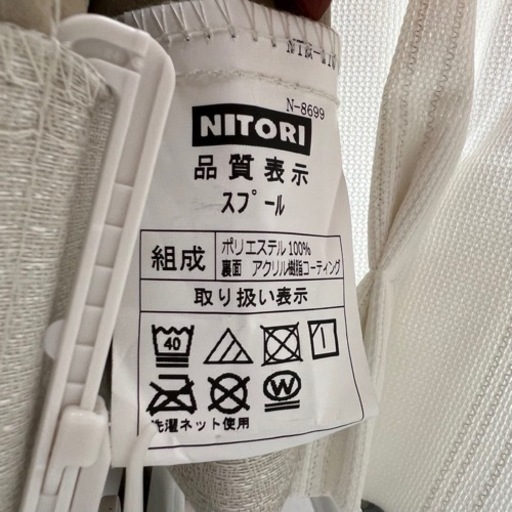 N-8699
NITORI
品質表示
スプール
組成
ポリエステル100%
裏面 アクリル樹脂コーティング
取り扱い表示
40
W
洗濯ネット使用